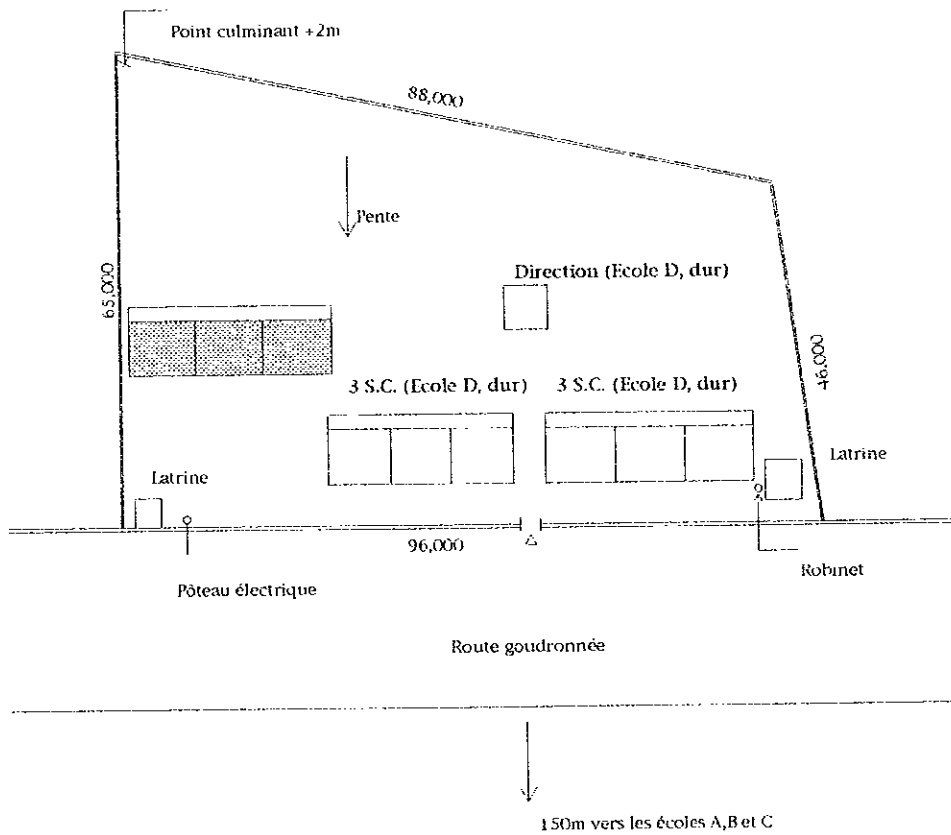 Point culminant +2m
88,000
Pente
65,000
Direction (Ecole D, dur)
46,000
3 S.C. (Ecole D, dur)
3 S.C. (Ecole D, dur)
Latrine
Latrine
96,000
Robinet
Pôteau électrique
Route goudronnée
150m vers les écoles A,B et C